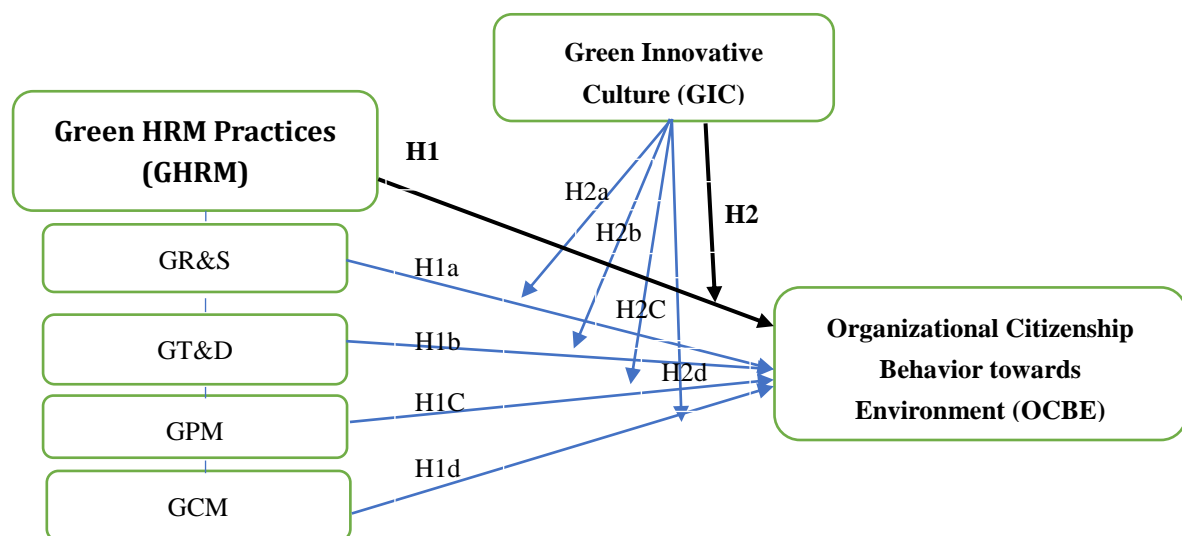 Green Innovative
Culture (GIC)
Green HRM Practices
(GHRM)
H1
H2a
H2b
H2
GR&S
H1a
H2C
GT&D
H1b
H2d
Organizational Citizenship
Behavior towards
Environment (OCBE)
GPM
H1C
H1d
GCM